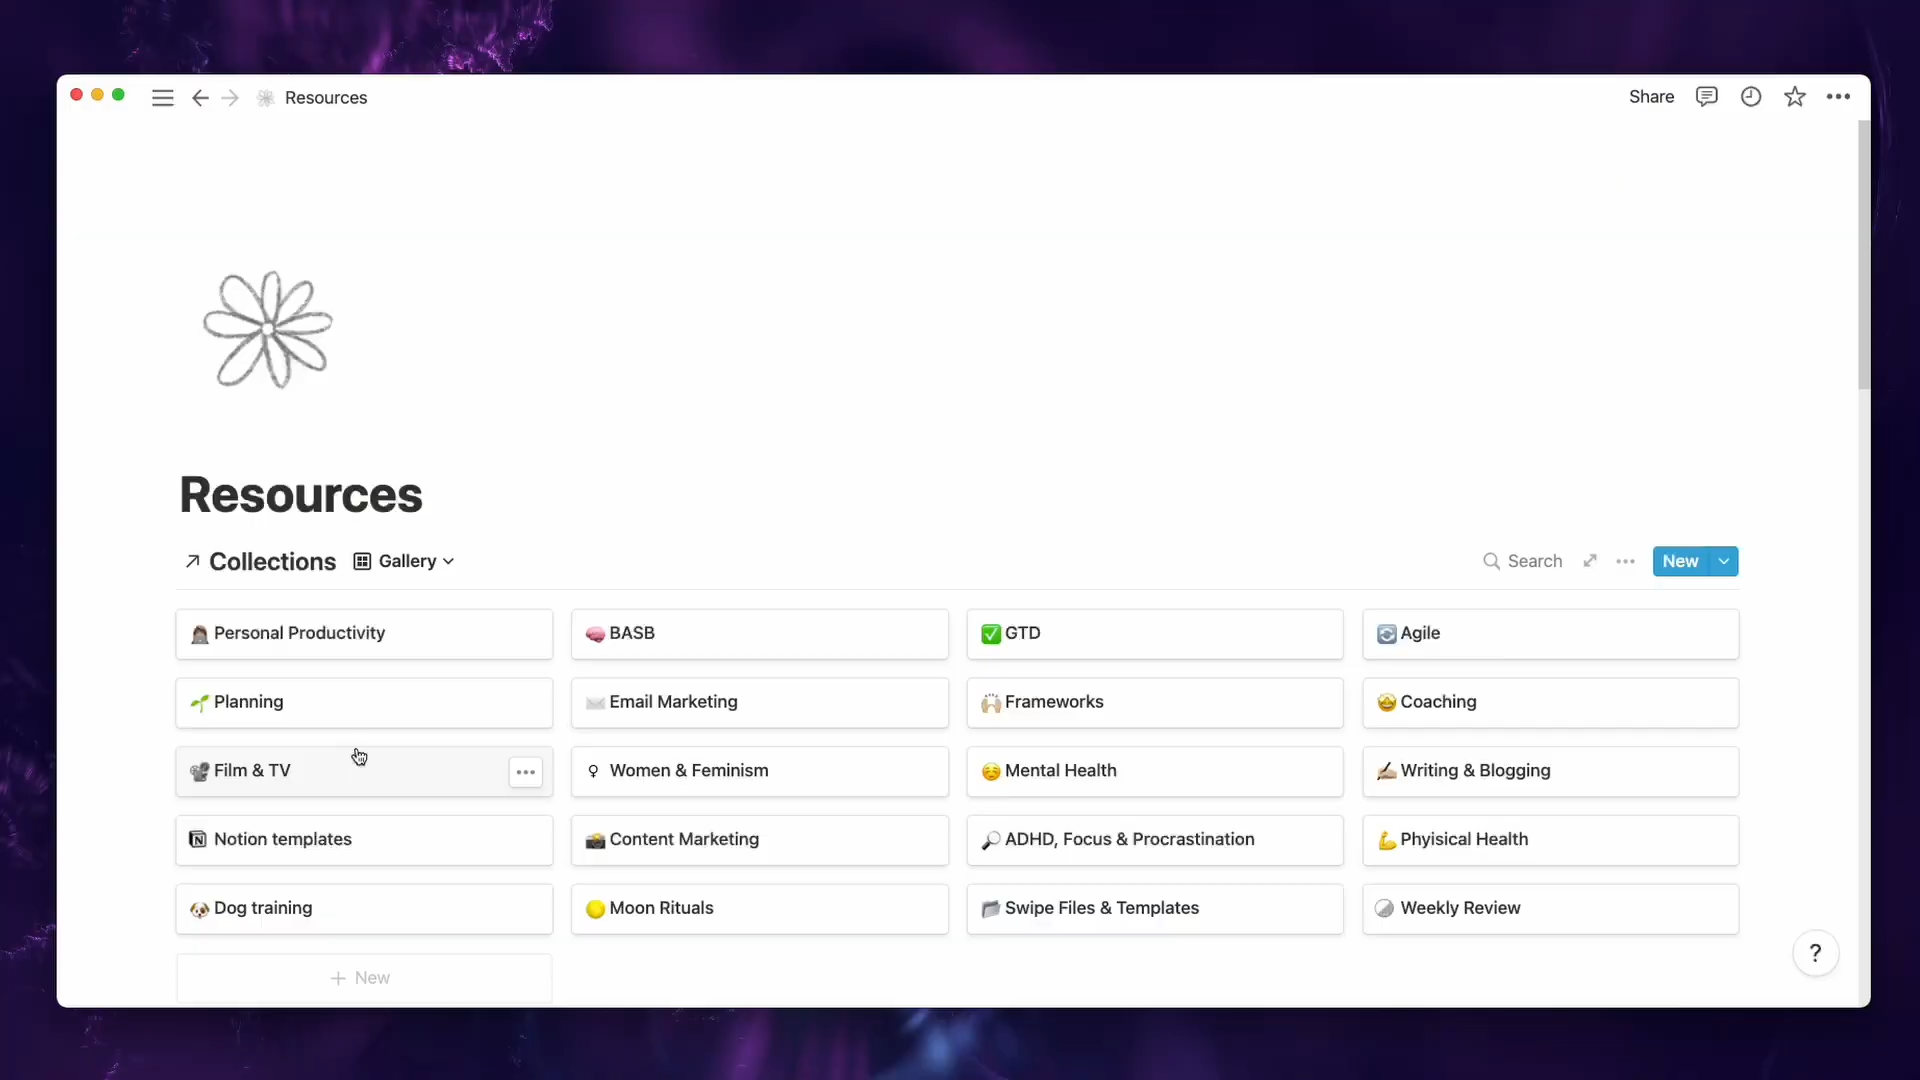 Resources
Share
Resources
Collections
Gallery
Search
New
Personal Productivity
BASB
GTD
Agile
Planning
Email Marketing
Frameworks
Coaching
Film & TV
Women & Feminism
Mental Health
Writing & Blogging
Notion templates
Content Marketing
ADHD, Focus & Procrastination
Phyisical Health
Dog training
Moon Rituals
Swipe Files & Templates
Weekly Review
+ New
?